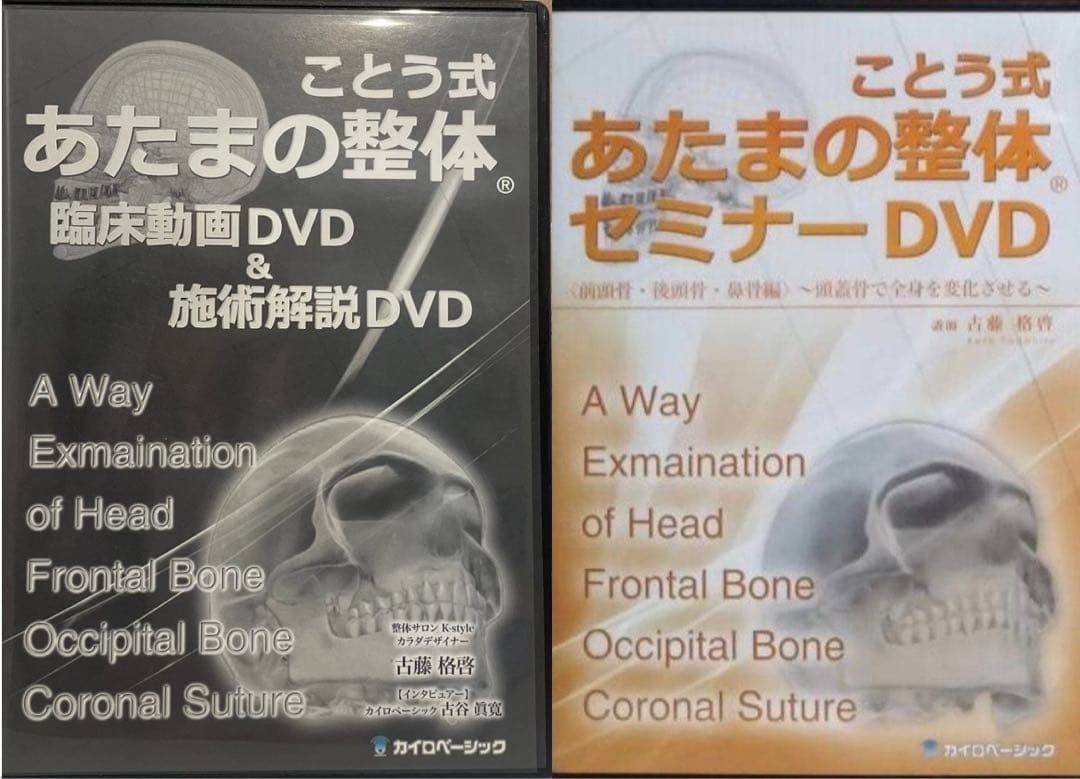 ことう式
あたまの整体®
臨床動画DVD
&
施術解説DVD
A Way
Exmaination
of Head
Frontal Bone
Occipital Bone
Coronal Suture
整体サロン K-style
カラダデザイナー
古藤 格啓
【インタビュアー】
カイロベーシック 古谷 眞寛
カイロベーシック
ことう式
あたまの整体®
セミナーDVD
〈前頭骨・後頭骨・鼻骨編〉～頭蓋骨で全身を変化させる～
講師 古藤 格啓
A Way
Exmaination
of Head
Frontal Bone
Occipital Bone
Coronal Suture
カイロベーシック